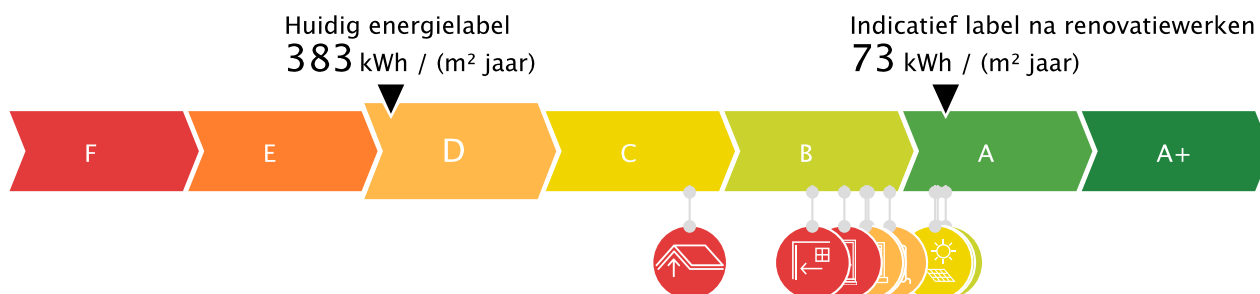 Huidig energielabel
383 kWh / (m² jaar)
Indicatief label na renovatiewerken
73 kWh / (m² jaar)
F E D C B A A+